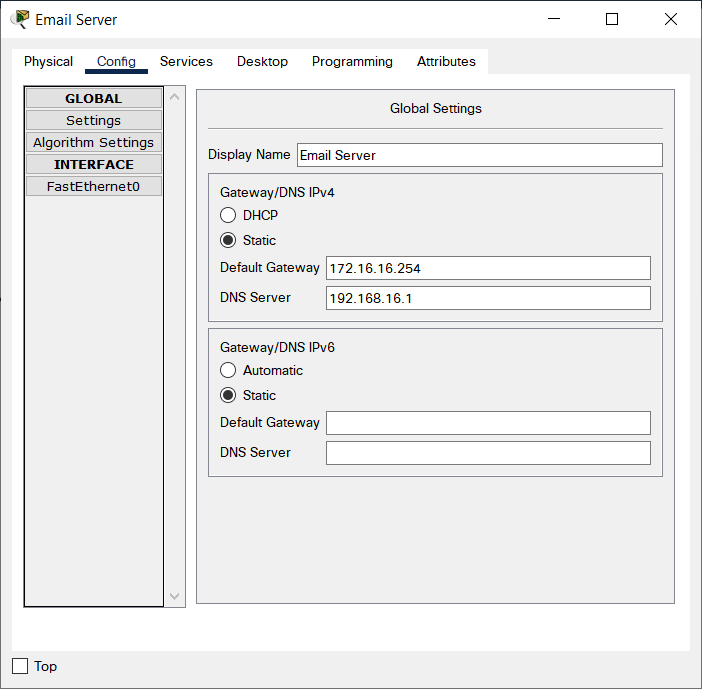 Email Server
Physical Config Services Desktop Programming Attributes
GLOBAL
Settings
Algorithm Settings
INTERFACE
FastEthernet0
Global Settings
Display Name Email Server
Gateway/DNS IPv4
DHCP
Static
Default Gateway 172.16.16.254
DNS Server 192.168.16.1
Gateway/DNS IPv6
Automatic
Static
Default Gateway
DNS Server
Top